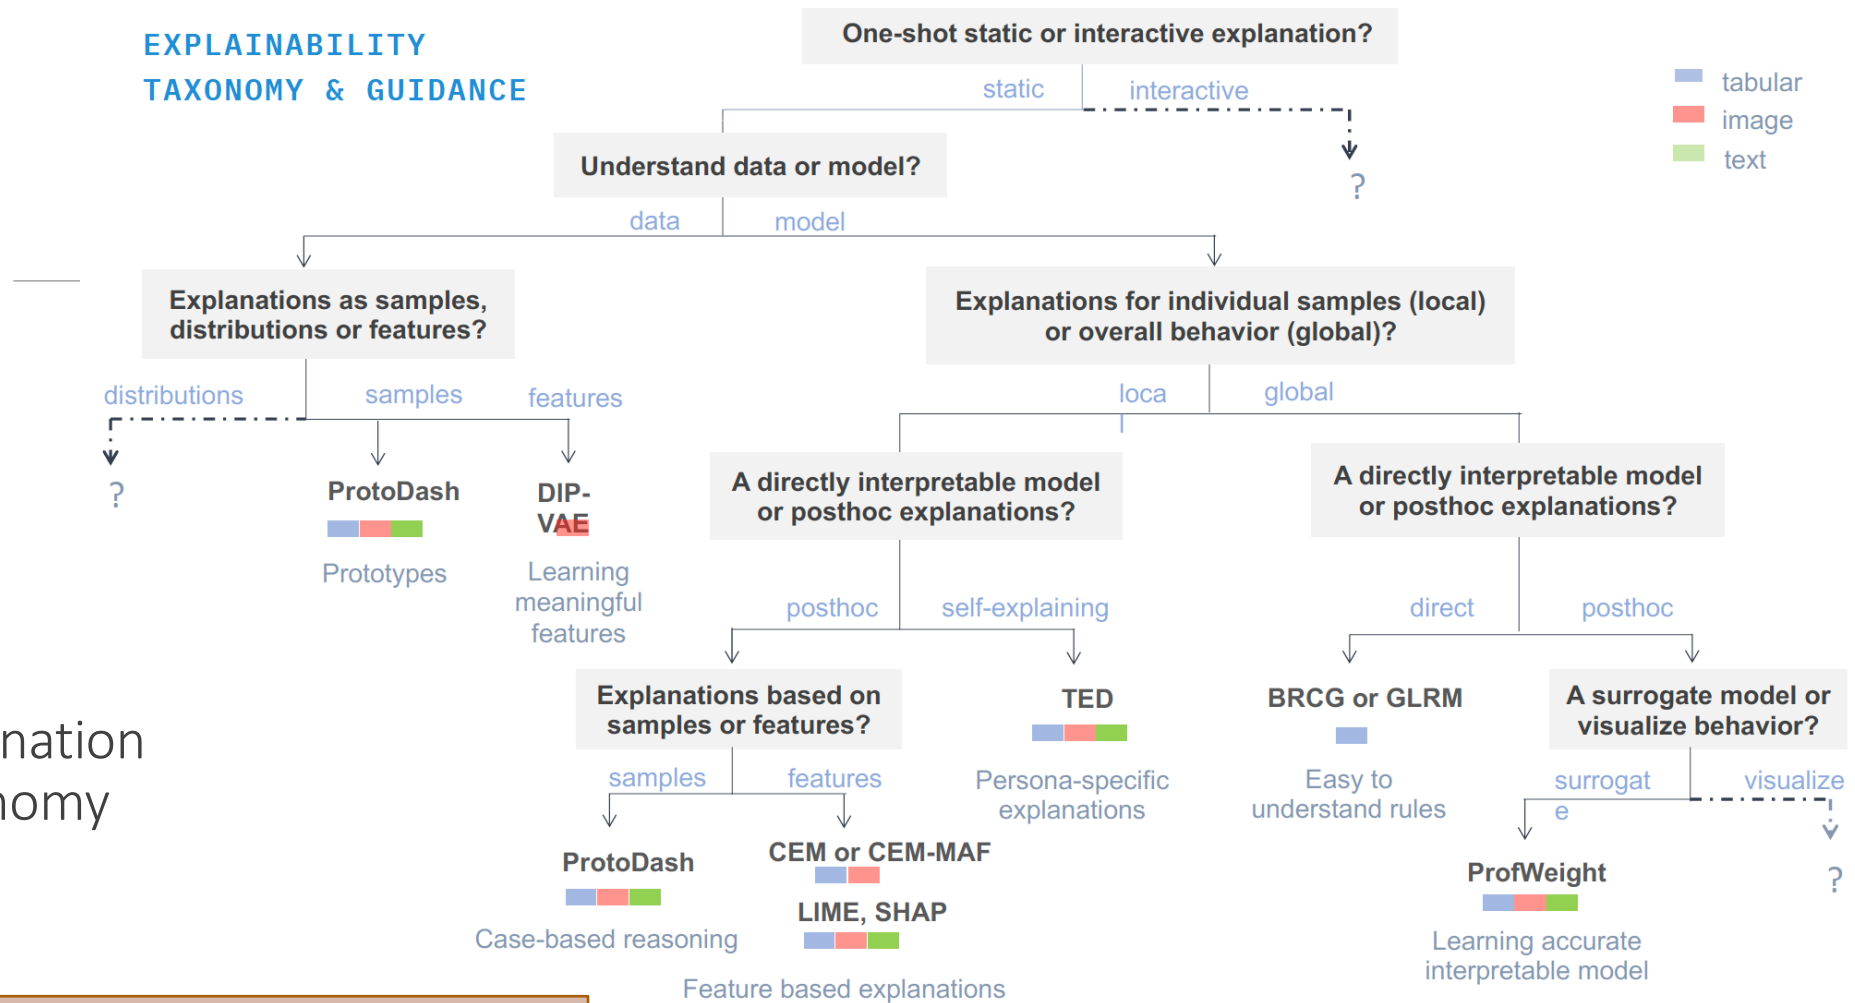 EXPLAINABILITY
TAXONOMY & GUIDANCE
One-shot static or interactive explanation?
static
interactive
tabular
image
text
?
Understand data or model?
data
model
Explanations as samples,
distributions or features?
Explanations for individual samples (local)
or overall behavior (global)?
distributions
samples
features
loca
l
global
?
ProtoDash
Prototypes
DIP-
VAE
Learning
meaningful
features
A directly interpretable model
or posthoc explanations?
A directly interpretable model
or posthoc explanations?
posthoc
self-explaining
direct
posthoc
Explanations based on
samples or features?
TED
Persona-specific
explanations
BRCG or GLRM
Easy to
understand rules
A surrogate model or
visualize behavior?
samples
features
surrogat
e
visualize
nation
nomy
ProtoDash
Case-based reasoning
CEM or CEM-MAF
LIME, SHAP
Feature based explanations
ProfWeight
Learning accurate
interpretable model
?